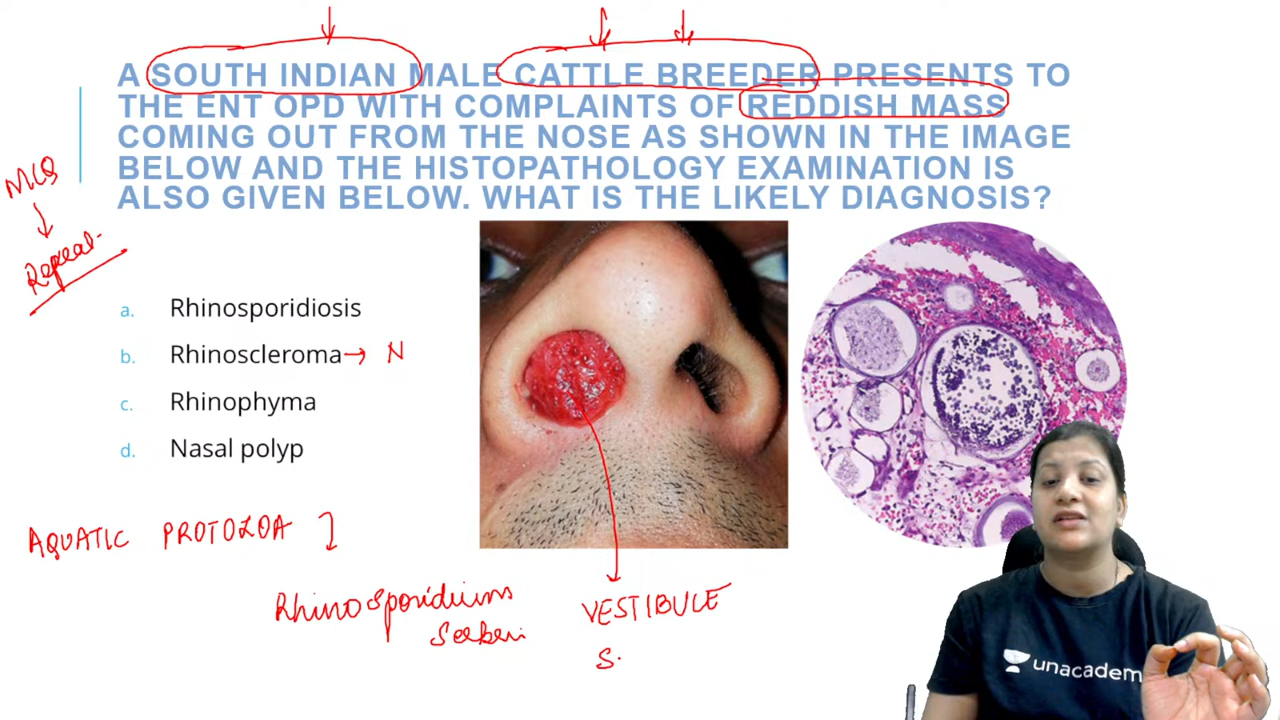 A SOUTH INDIAN MALE CATTLE BREEDER PRESENTS TO
THE ENT OPD WITH COMPLAINTS OF REDDISH MASS
COMING OUT FROM THE NOSE AS SHOWN IN THE IMAGE
BELOW AND THE HISTOPATHOLOGY EXAMINATION IS
ALSO GIVEN BELOW. WHAT IS THE LIKELY DIAGNOSIS?
MCQ
Repeat
a. Rhinosporidiosis
b. Rhinoscleroma → N
c. Rhinophyma
d. Nasal polyp
AQUATIC PROTOZOA ]
Rhinosporidium
Seeberi
VESTIBULE
S.
unacadem